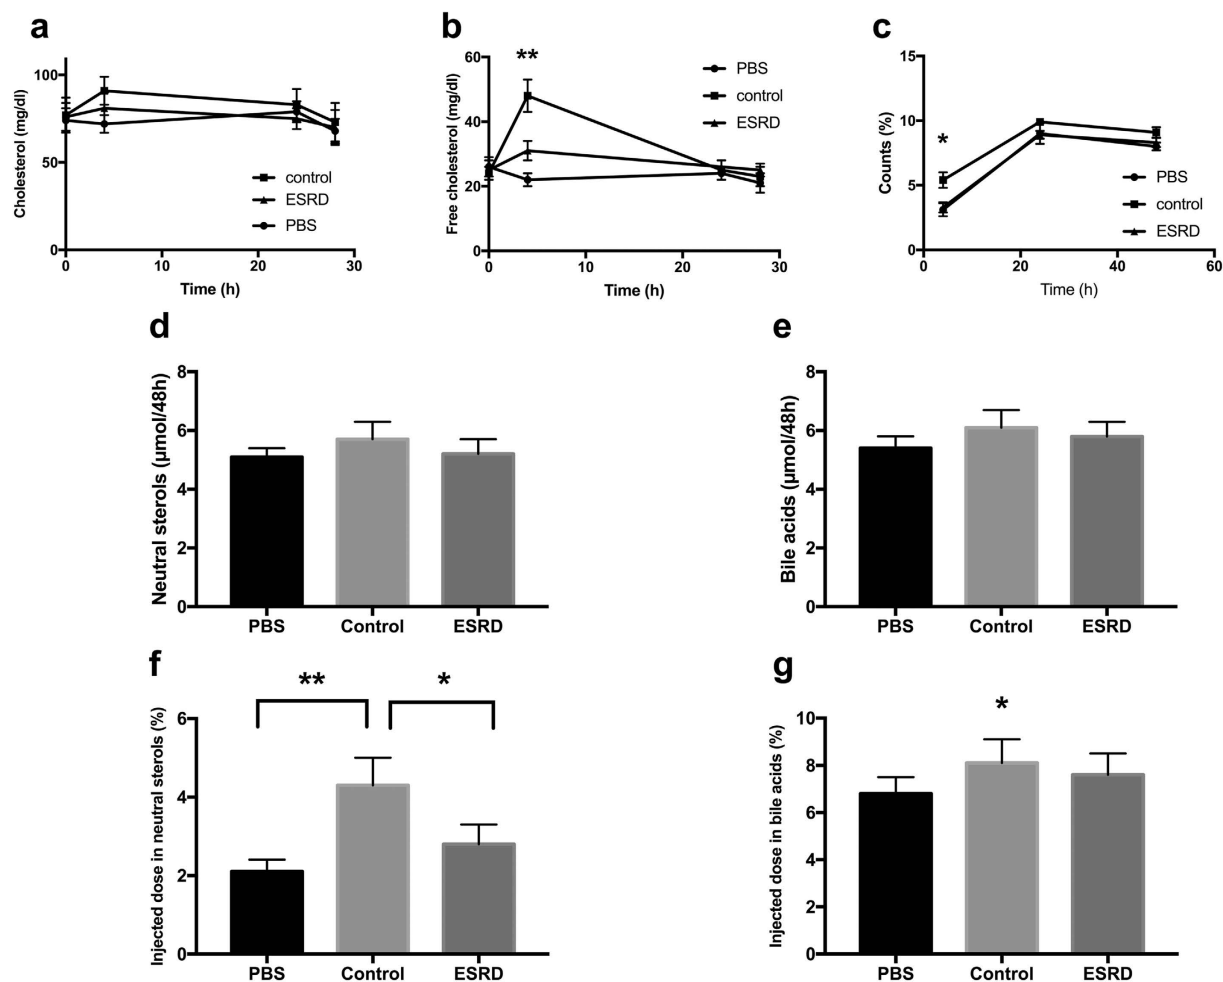 a
Cholesterol (mg/dl)
100
50
0
0 10 20 30
Time (h)
control
ESRD
PBS
b
Free cholesterol (mg/dl)
**
60
40
20
0
0 10 20 30
Time (h)
PBS
control
ESRD
c
Counts (%)
15
10
5
0
*
0 20 40 60
Time (h)
PBS
control
ESRD
d
Neutral sterols (µmol/48h)
8
6
4
2
0
PBS Control ESRD
e
Bile acids (µmol/48h)
8
6
4
2
0
PBS Control ESRD
f
Injected dose in neutral sterols (%)
** *
6
4
2
0
PBS Control ESRD
g
Injected dose in bile acids (%)
*
10
8
6
4
2
0
PBS Control ESRD